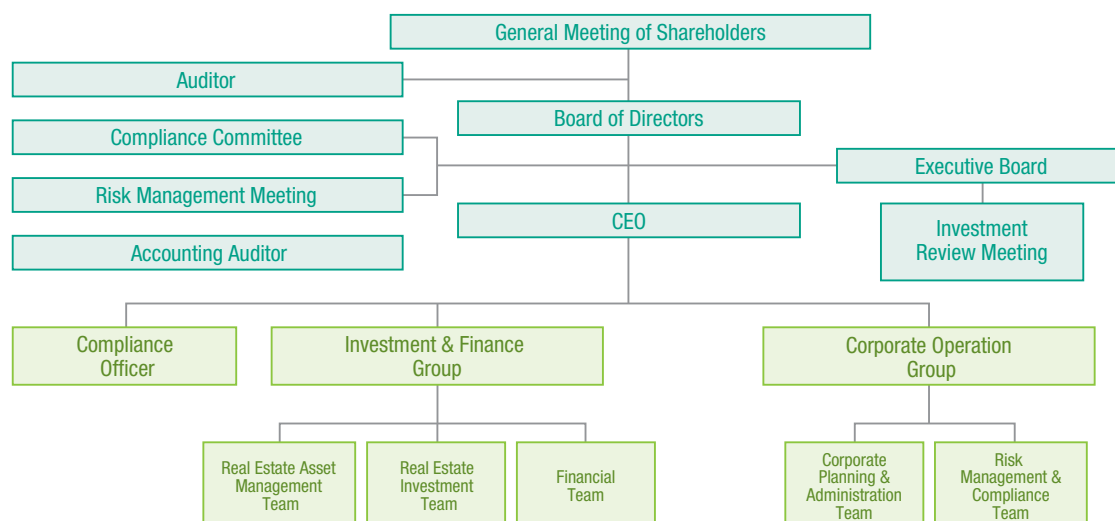 General Meeting of Shareholders
Auditor
Board of Directors
Compliance Committee
Executive Board
Risk Management Meeting
CEO
Investment
Review Meeting
Accounting Auditor
Compliance
Officer
Investment & Finance
Group
Corporate Operation
Group
Real Estate Asset
Management
Team
Real Estate
Investment
Team
Financial
Team
Corporate
Planning &
Administration
Team
Risk
Management &
Compliance
Team